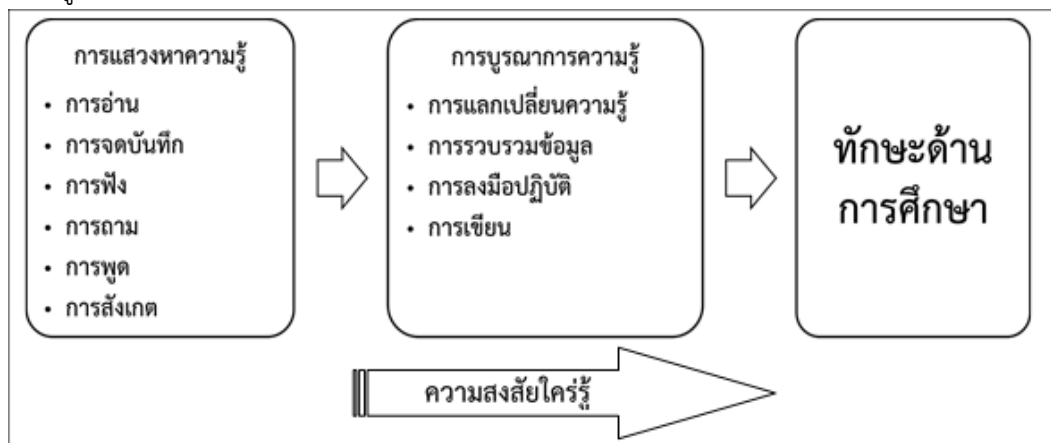 การแสวงหาความรู้
• การอ่าน
• การจดบันทึก
• การฟัง
• การถาม
• การพูด
• การสังเกต
การบูรณาการความรู้
• การแลกเปลี่ยนความรู้
• การรวบรวมข้อมูล
• การลงมือปฏิบัติ
• การเขียน
ทักษะด้าน
การศึกษา
ความสงสัยใคร่รู้